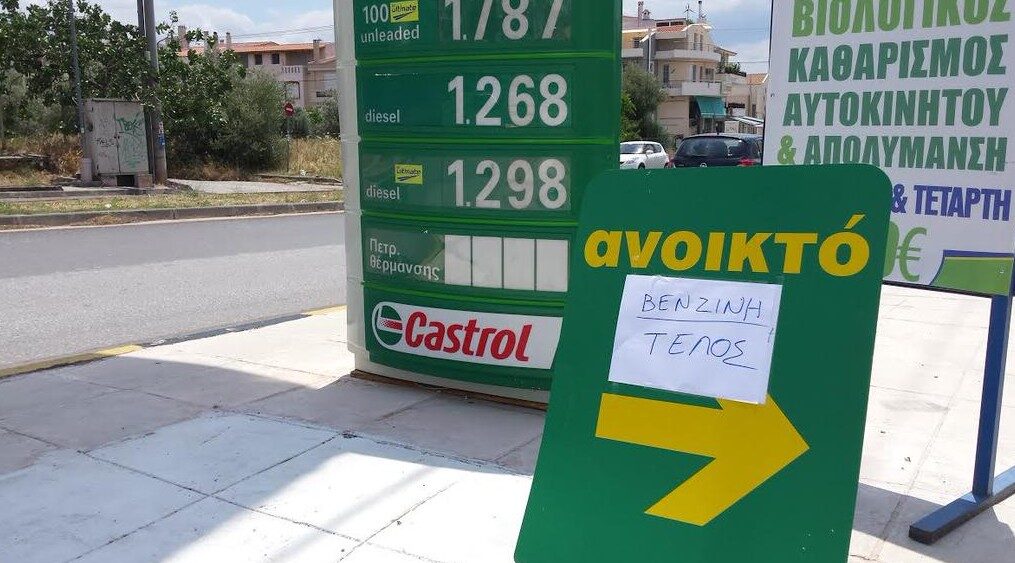 100 Ultimate
unleaded 1.787
diesel 1.268
diesel Ultimate 1.298
Πετρ.
θέρμανσης
Castrol
ανοικτό
ΒΕΝΖΙΝΗ
ΤΕΛΟΣ
ΒΙΟΛΟΓΙΚΟΣ
ΚΑΘΑΡΙΣΜΟΣ
ΑΥΤΟΚΙΝΗΤΟΥ
& ΑΠΟΛΥΜΑΝΣΗ
& ΤΕΤΑΡΤΗ
€